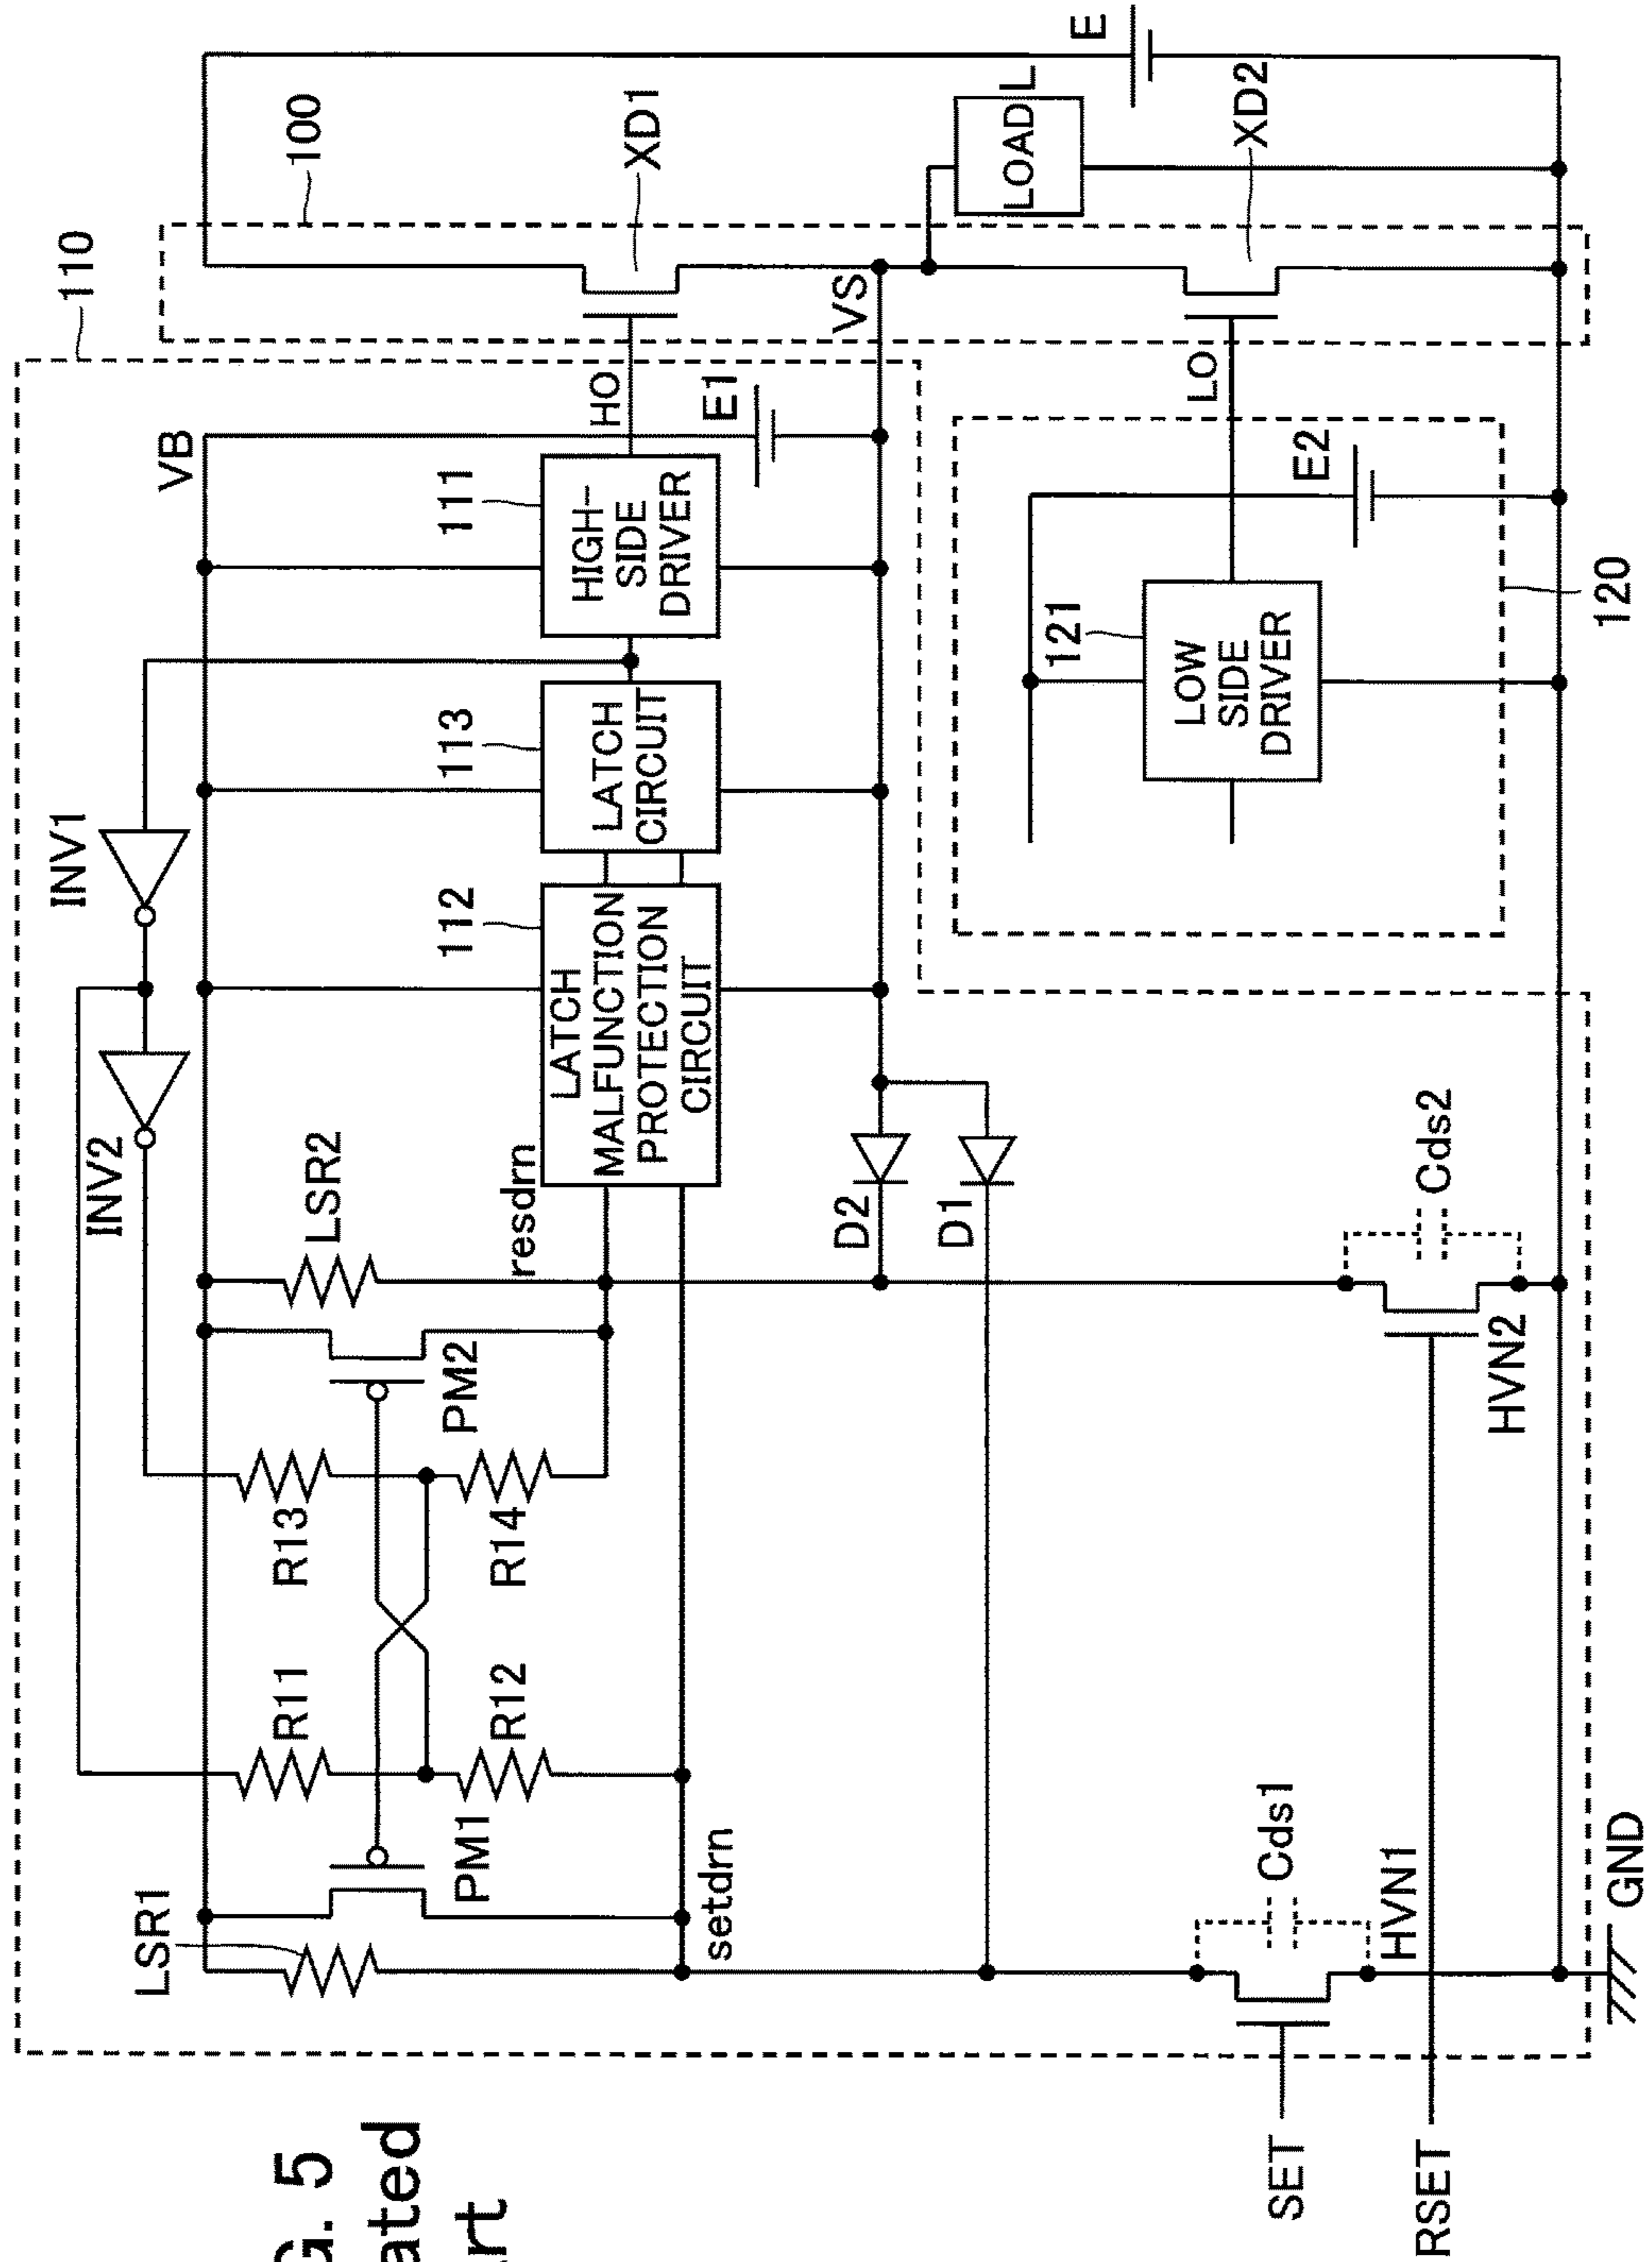 G. 5
ated
art
110
100
VB
INV1
INV2
LSR1
LSR2
R11
R12
R13
R14
PM1
PM2
resdrn
setdrn
112
LATCH
MALFUNCTION
PROTECTION
CIRCUIT
113
LATCH
CIRCUIT
111
HIGH-
SIDE
DRIVER
HO
E1
VS
XD1
E
LOAD
L
XD2
LO
121
LOW
SIDE
DRIVER
E2
120
D2
D1
Cds1
Cds2
HVN1
HVN2
SET
RSET
GND